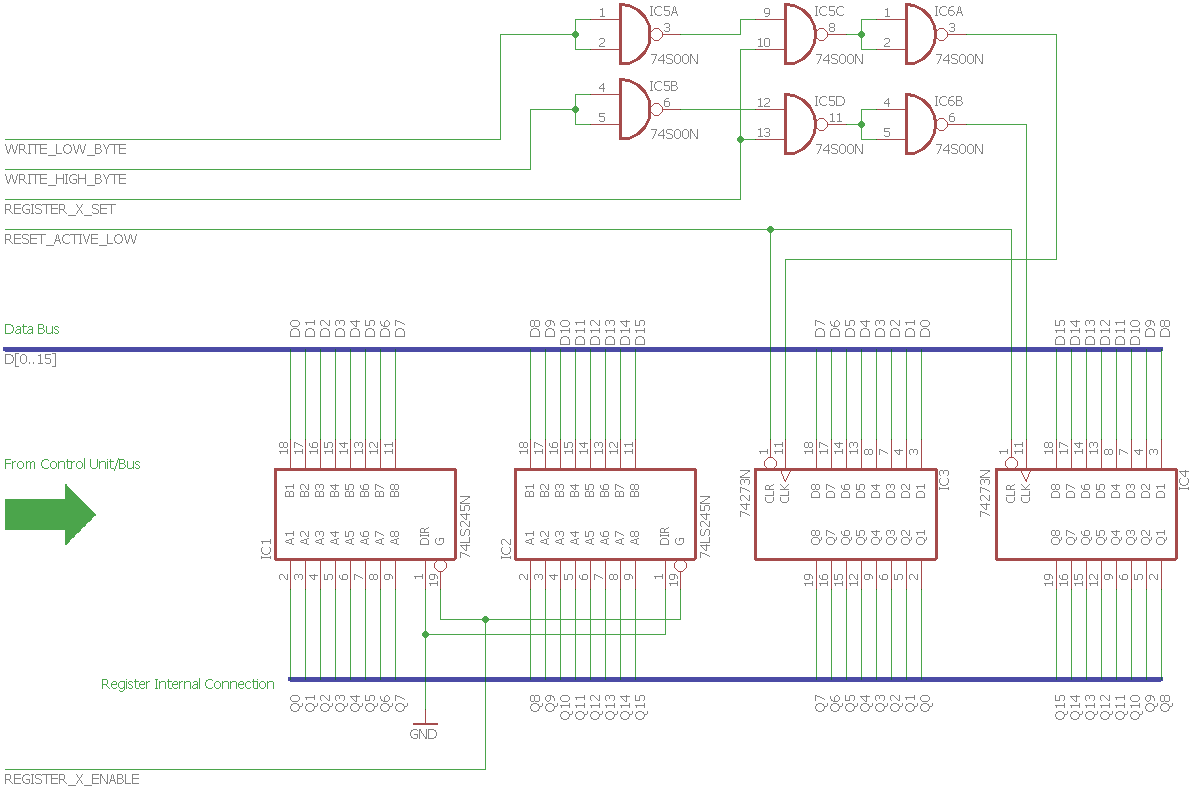 IC5A
1
2
3
74S00N
IC5C
9
10
8
74S00N
IC6A
1
2
3
74S00N
IC5B
4
5
6
74S00N
IC5D
12
13
11
74S00N
IC6B
4
5
6
74S00N
WRITE_LOW_BYTE
WRITE_HIGH_BYTE
REGISTER_X_SET
RESET_ACTIVE_LOW
Data Bus
D[0..15]
D0 D1 D2 D3 D4 D5 D6 D7
D8 D9 D10 D11 D12 D13 D14 D15
D7 D6 D5 D4 D3 D2 D1 D0
D15 D14 D13 D12 D11 D10 D9 D8
From Control Unit/Bus
18 17 16 15 14 13 12 11
B1 B2 B3 B4 B5 B6 B7 B8
A1 A2 A3 A4 A5 A6 A7 A8 DIR G
2 3 4 5 6 7 8 9 1 19
IC1
74LS245N
18 17 16 15 14 13 12 11
B1 B2 B3 B4 B5 B6 B7 B8
A1 A2 A3 A4 A5 A6 A7 A8 DIR G
2 3 4 5 6 7 8 9 1 19
IC2
74LS245N
1 11 18 17 14 13 8 7 4 3
CLR CLK D8 D7 D6 D5 D4 D3 D2 D1
Q8 Q7 Q6 Q5 Q4 Q3 Q2 Q1
19 16 15 12 9 6 5 2
74273N
IC3
1 11 18 17 14 13 8 7 4 3
CLR CLK D8 D7 D6 D5 D4 D3 D2 D1
Q8 Q7 Q6 Q5 Q4 Q3 Q2 Q1
19 16 15 12 9 6 5 2
74273N
IC4
Register Internal Connection
Q0 Q1 Q2 Q3 Q4 Q5 Q6 Q7
Q8 Q9 Q10 Q11 Q12 Q13 Q14 Q15
Q7 Q6 Q5 Q4 Q3 Q2 Q1 Q0
Q15 Q14 Q13 Q12 Q11 Q10 Q9 Q8
GND
REGISTER_X_ENABLE